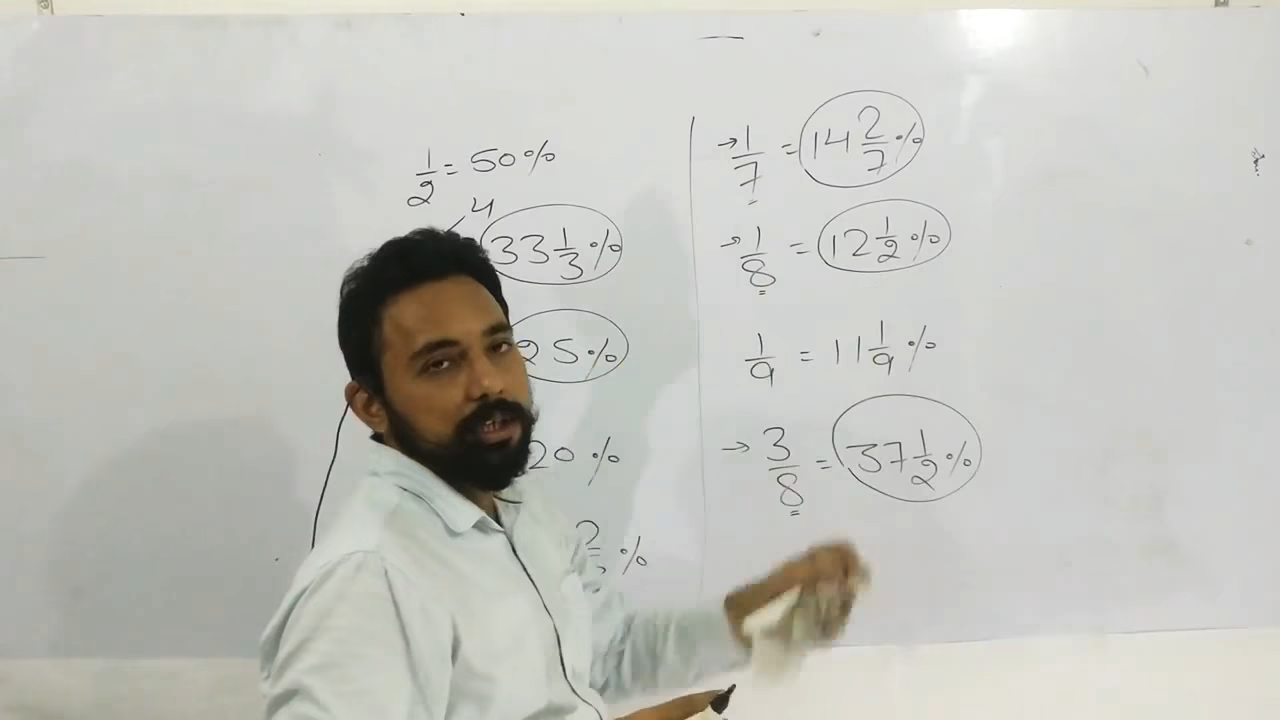 1/2 = 50%
4
33 1/3 %
25%
20%
2 %
→ 1/7 = 14 2/7 %
→ 1/8 = 12 1/2 %
1/9 = 11 1/9 %
→ 3/8 = 37 1/2 %